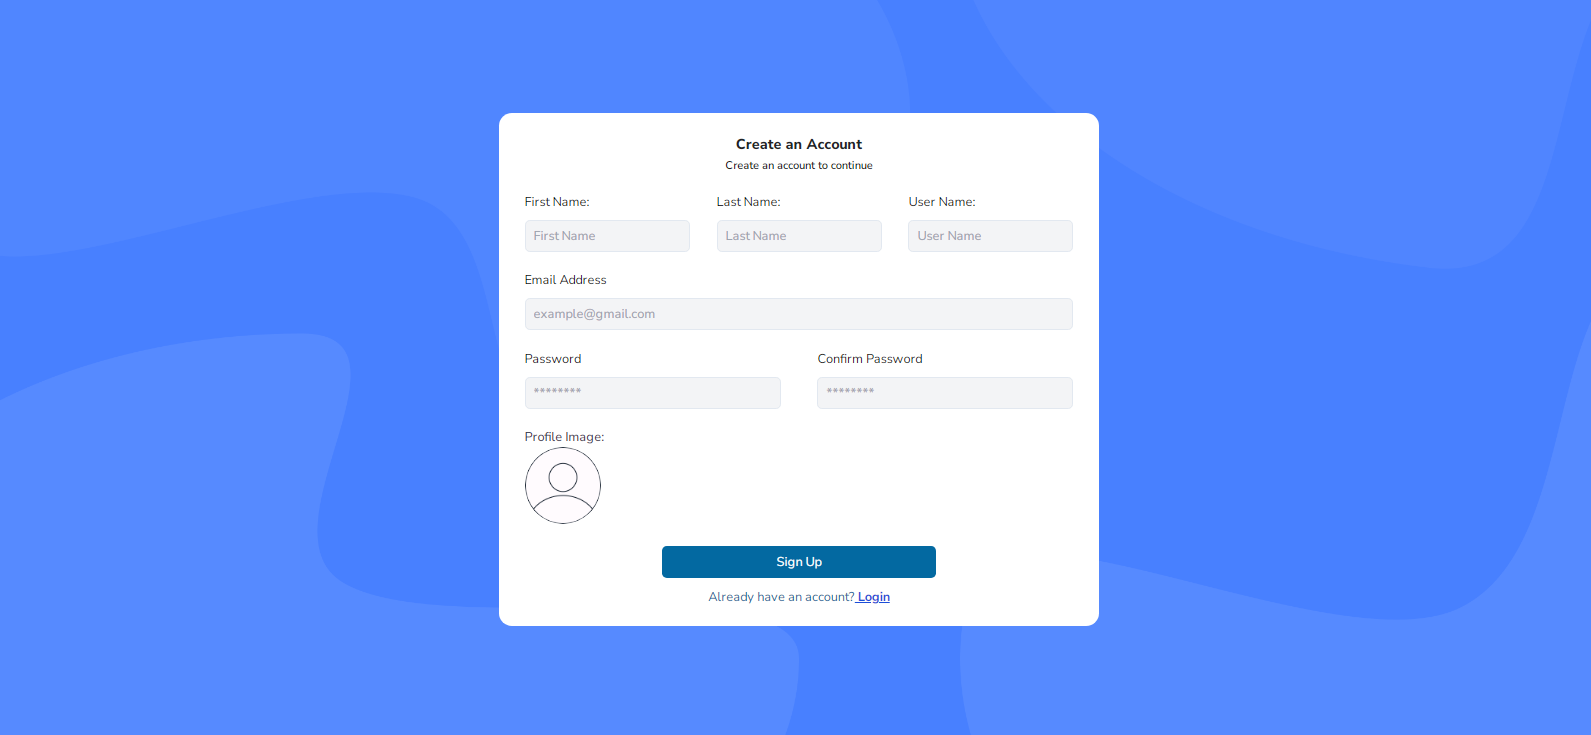 Create an Account
Create an account to continue
First Name: Last Name: User Name:
First Name Last Name User Name
Email Address
example@gmail.com
Password Confirm Password
******** ********
Profile Image:
Sign Up
Already have an account? Login